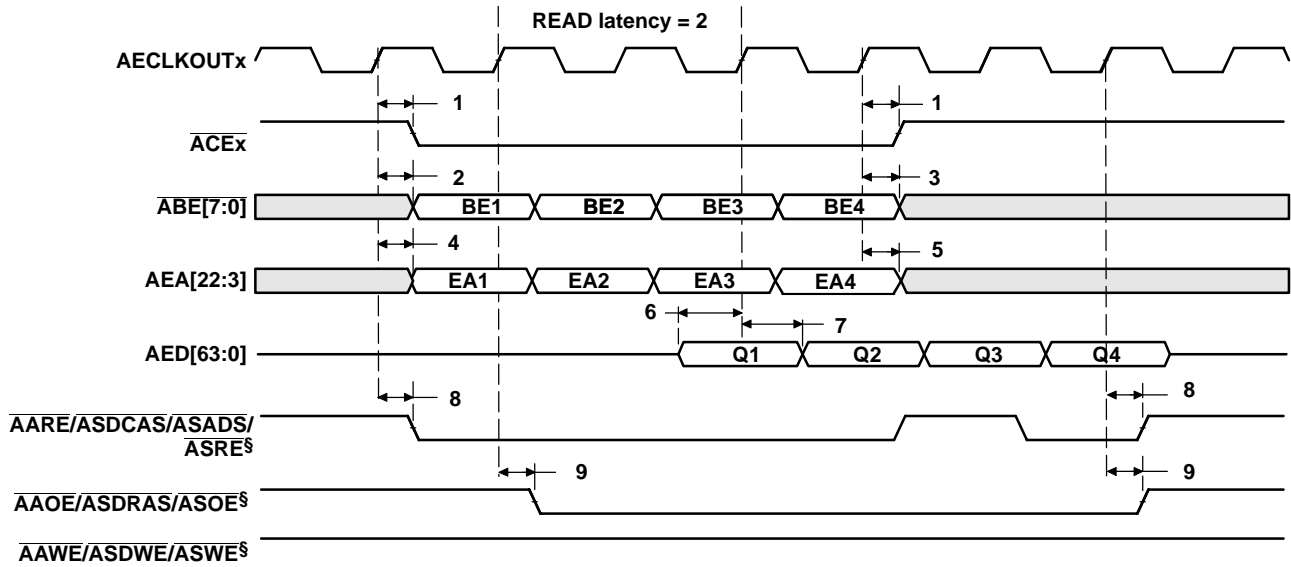 READ latency = 2
AECLKOUTx
1 1
ACEx
2 3
ABE[7:0] BE1 BE2 BE3 BE4
4 5
AEA[22:3] EA1 EA2 EA3 EA4
6 7
AED[63:0] Q1 Q2 Q3 Q4
8 8
AARE/ASDCAS/ASADS/
ASRE§
9 9
AAOE/ASDRAS/ASOE§
AAWE/ASDWE/ASWE§